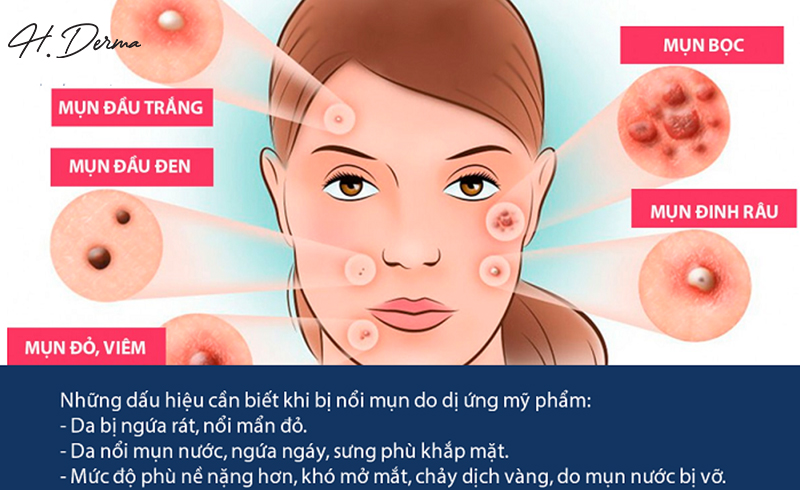 H. Derma
MỤN BỌC
MỤN ĐẦU TRẮNG
MỤN ĐẦU ĐEN
MỤN ĐINH RÂU
MỤN ĐỎ, VIÊM
Những dấu hiệu cần biết khi bị nổi mụn do dị ứng mỹ phẩm:
- Da bị ngứa rát, nổi mẩn đỏ.
- Da nổi mụn nước, ngứa ngáy, sưng phù khắp mặt.
- Mức độ phù nề nặng hơn, khó mở mắt, chảy dịch vàng, do mụn nước bị vỡ.